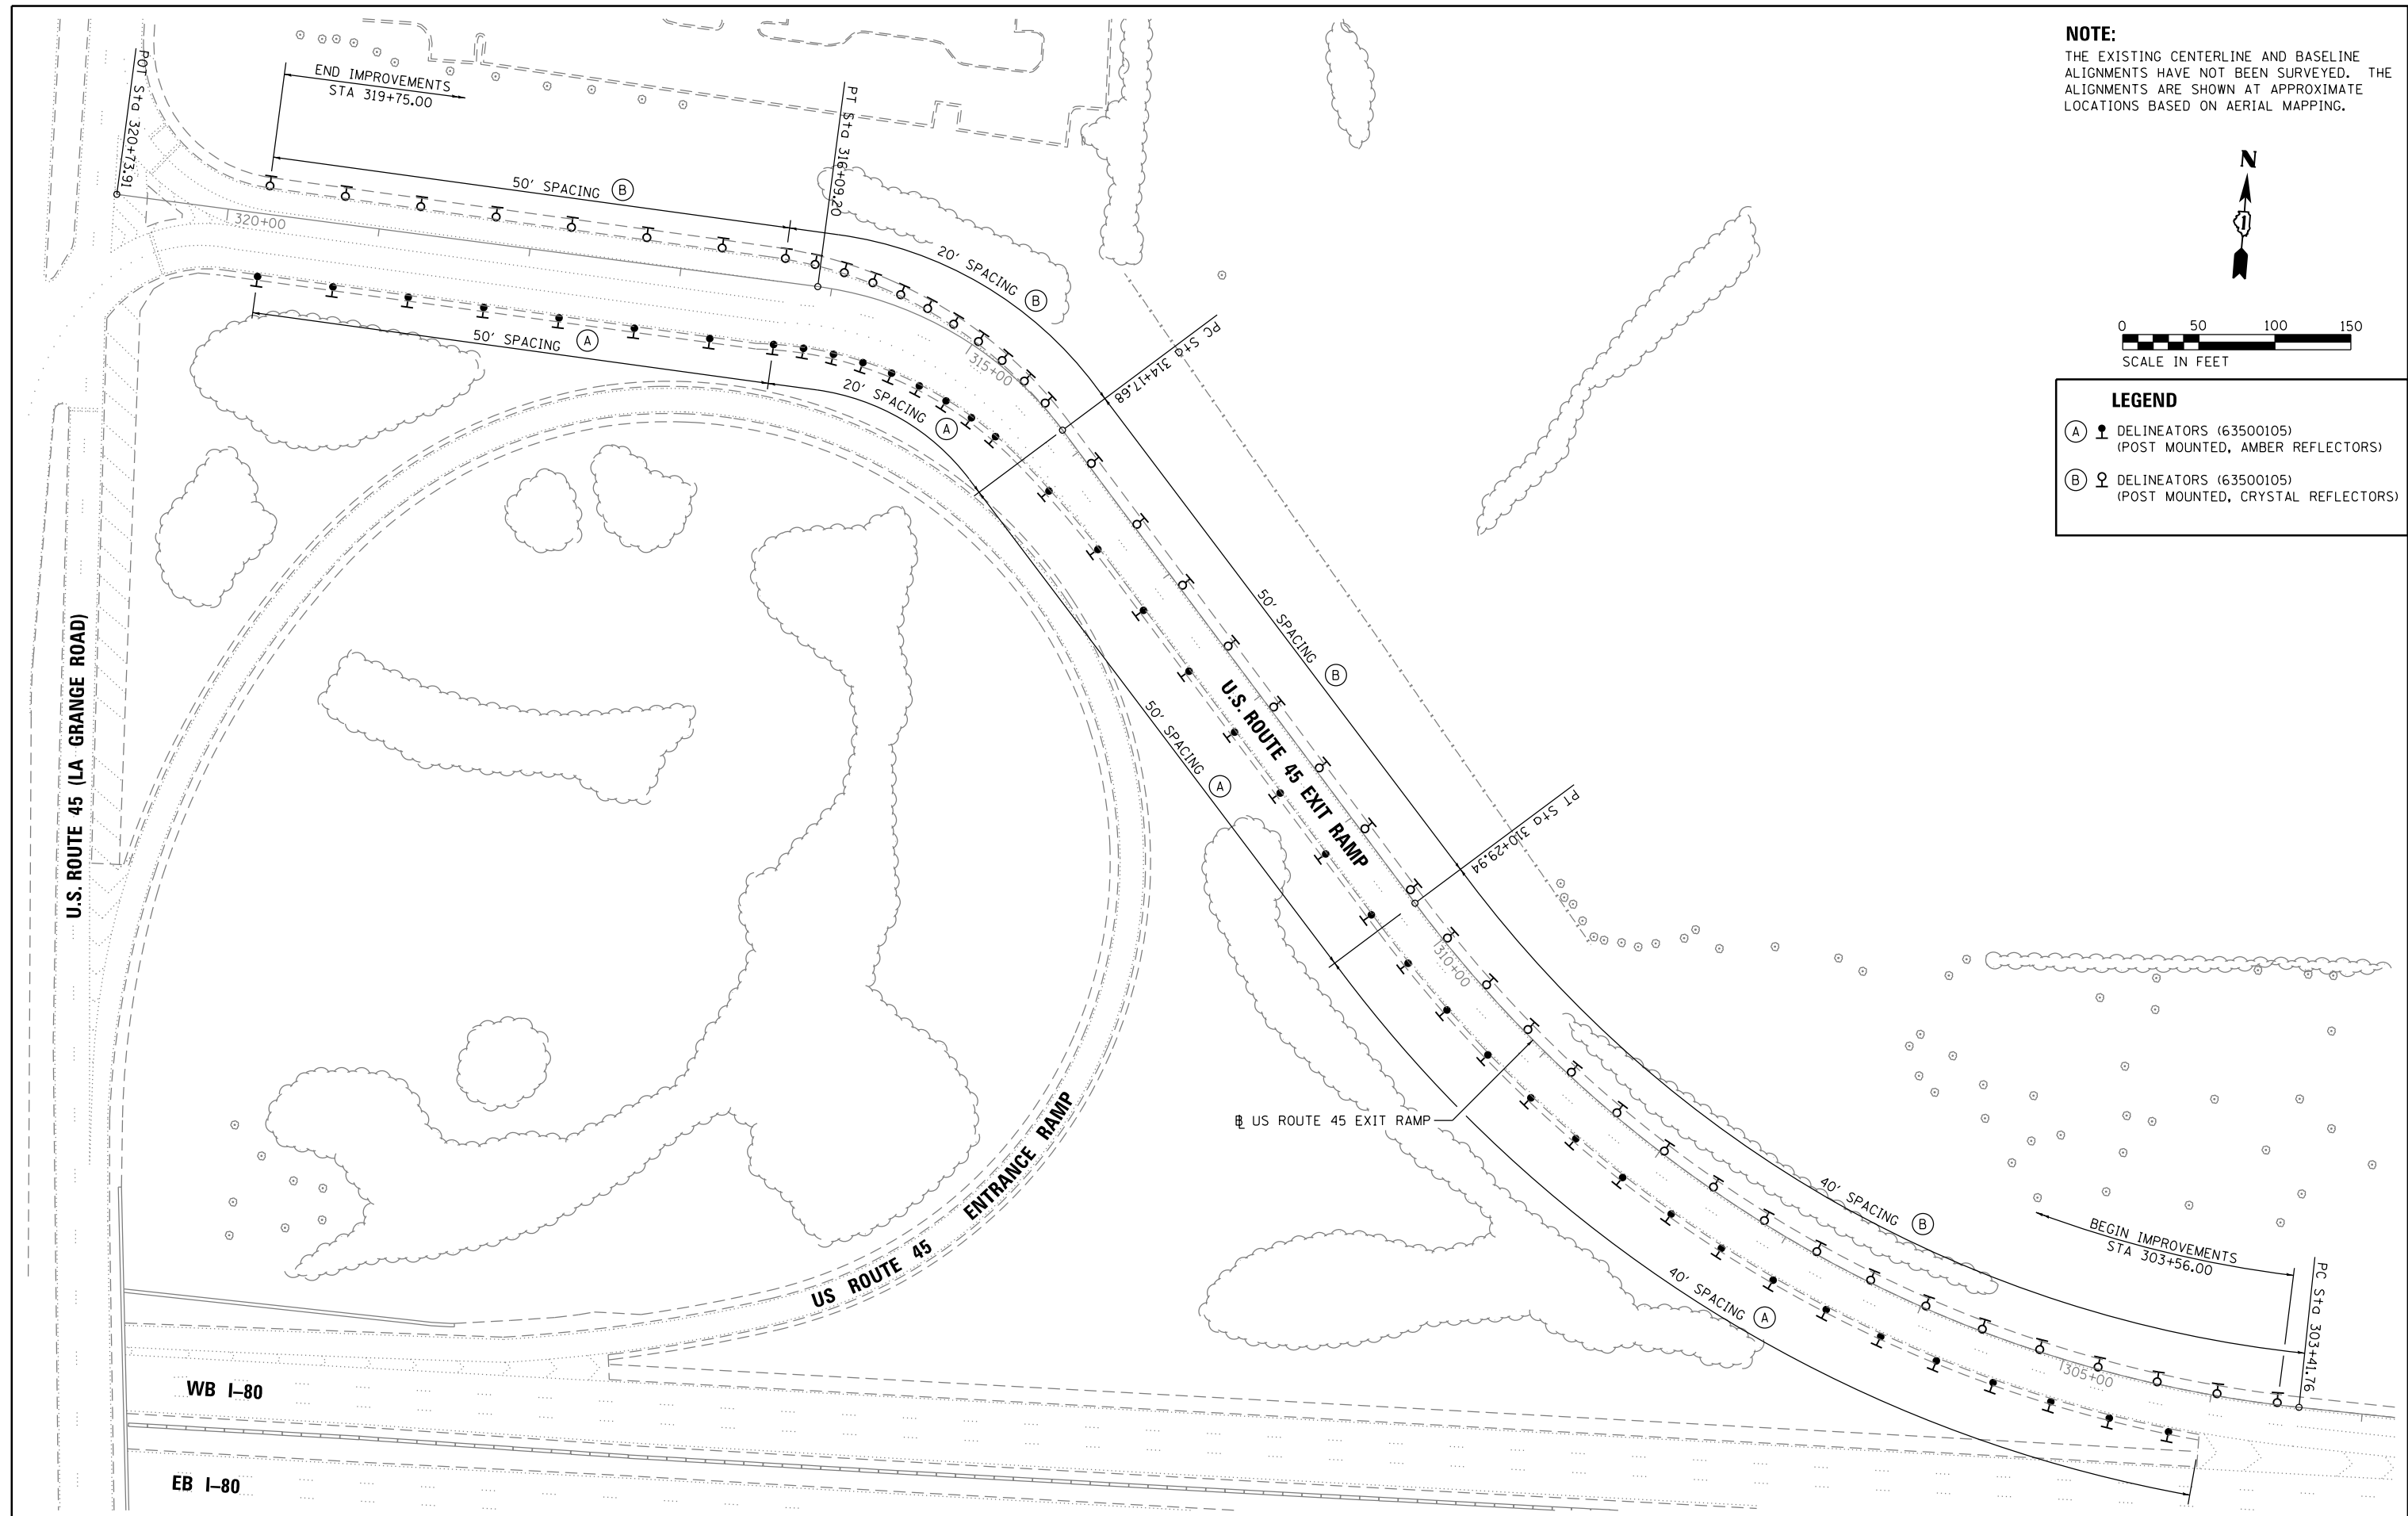 NOTE:
THE EXISTING CENTERLINE AND BASELINE
ALIGNMENTS HAVE NOT BEEN SURVEYED. THE
ALIGNMENTS ARE SHOWN AT APPROXIMATE
LOCATIONS BASED ON AERIAL MAPPING.
N
1
0 50 100 150
SCALE IN FEET
LEGEND
A DELINEATORS (63500105)
(POST MOUNTED, AMBER REFLECTORS)
B DELINEATORS (63500105)
(POST MOUNTED, CRYSTAL REFLECTORS)
POT Sta 320+73.91
END IMPROVEMENTS
STA 319+75.00
50' SPACING B
PT Sta 316+09.20
320+00
20' SPACING B
50' SPACING A
315+00
20' SPACING A
PC Sta 314+17.68
50' SPACING B
50' SPACING A
U.S. ROUTE 45 EXIT RAMP
U.S. ROUTE 45 (LA GRANGE ROAD)
PT Sta 310+29.94
310+00
BL US ROUTE 45 EXIT RAMP
US ROUTE 45 ENTRANCE RAMP
40' SPACING B
40' SPACING A
BEGIN IMPROVEMENTS
STA 303+56.00
PC Sta 303+41.76
305+00
WB I-80
EB I-80